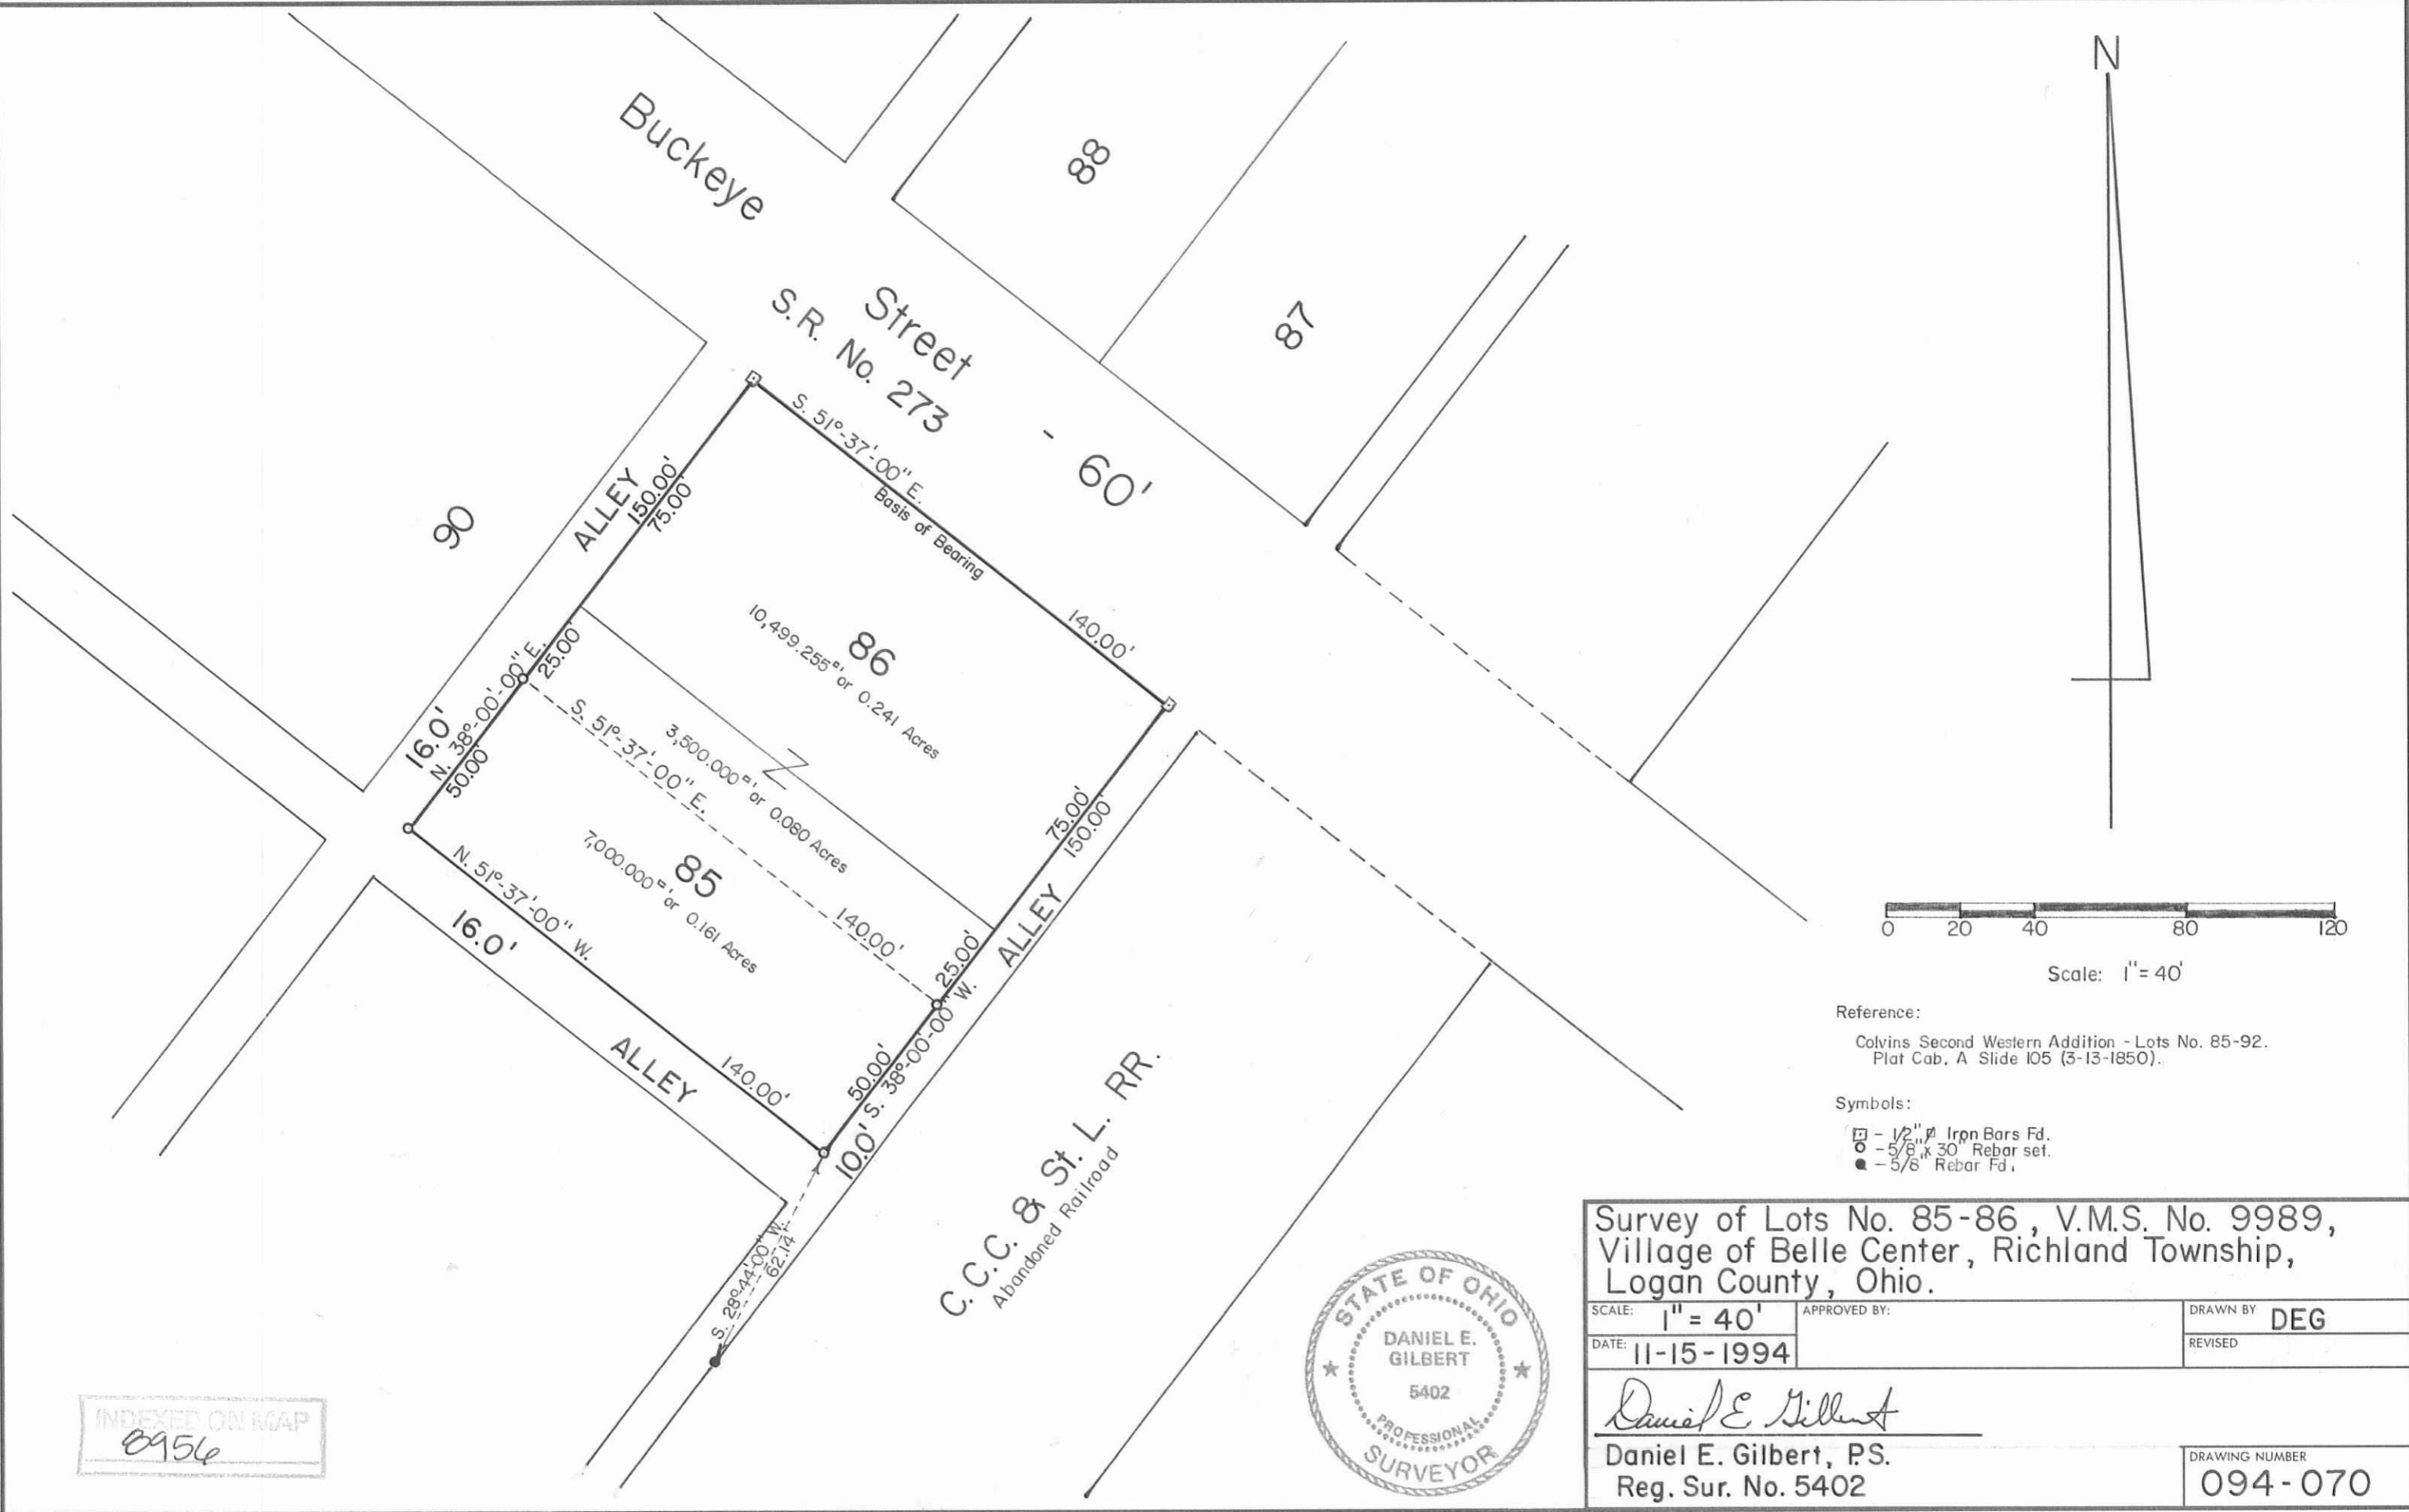 N
Buckeye
Street
- 60'
S.R. No. 273
88
87
90
ALLEY
150.00'
75.00'
S. 51°-37'-00" E.
Basis of Bearing
140.00'
86
10,499.255▫' or 0.241 Acres
25.00'
N. 38°-00'-00" E.
16.0'
50.00'
3,500.000▫' or 0.080 Acres
S. 51°-37'-00" E.
140.00'
85
7,000.000▫' or 0.161 Acres
75.00'
150.00'
25.00'
ALLEY
50.00'
S. 38°-00'-00" W.
10.0'
N. 51°-37'-00" W.
140.00'
16.0'
ALLEY
S. 28°-44'-00" W.
62.14'
C.C.C. & St. L. RR.
Abandoned Railroad
0 20 40 80 120
Scale: 1" = 40'
Reference:
Colvins Second Western Addition - Lots No. 85-92.
Plat Cab. A Slide 105 (3-13-1850).
Symbols:
- 1/2" ⌀ Iron Bars Fd.
- 5/8" x 30" Rebar set.
- 5/8" Rebar Fd.
Survey of Lots No. 85-86, V.M.S. No. 9989,
Village of Belle Center, Richland Township,
Logan County, Ohio.
SCALE: 1" = 40'
APPROVED BY:
DRAWN BY DEG
DATE: 11-15-1994
REVISED
Daniel E Gilbert
Daniel E. Gilbert, P.S.
Reg. Sur. No. 5402
DRAWING NUMBER
094-070
STATE OF OHIO
DANIEL E.
GILBERT
5402
PROFESSIONAL
SURVEYOR
INDEXED ON MAP
8956